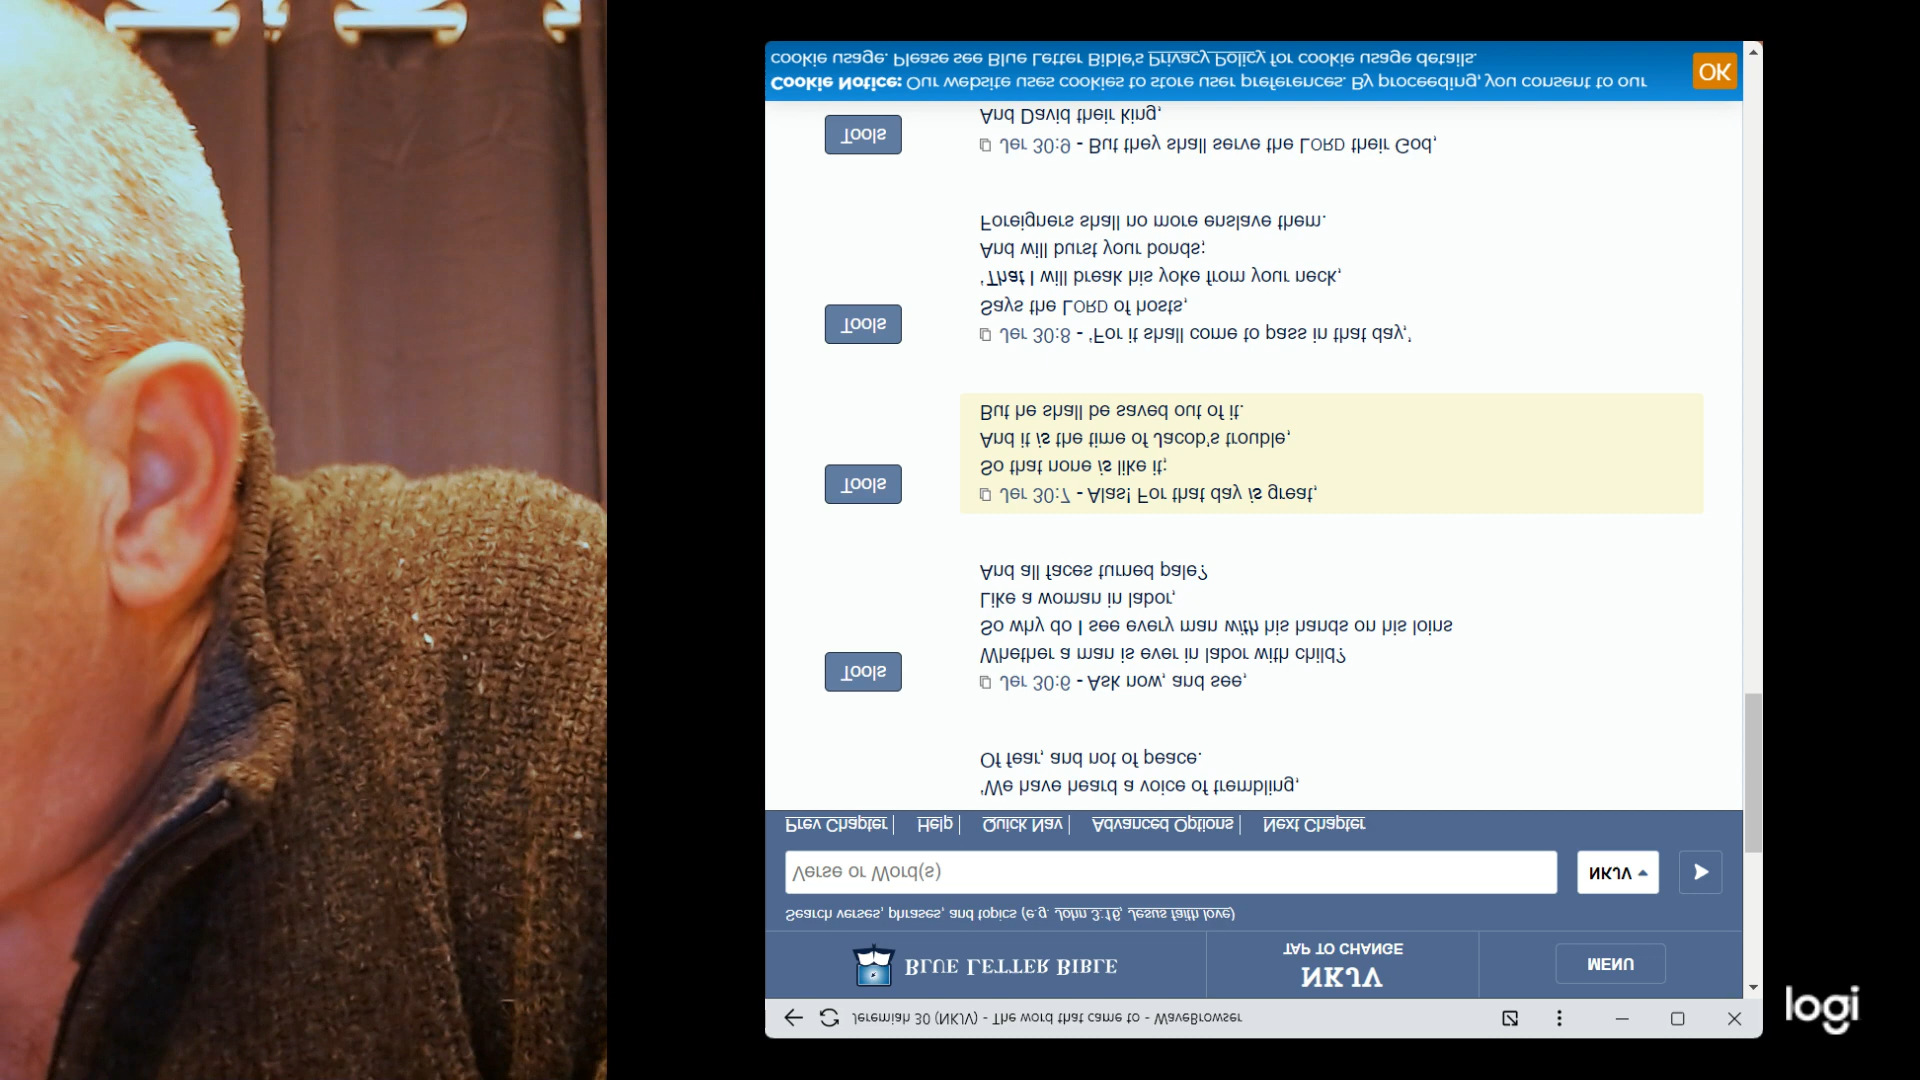 Jeremiah 30 (NKJV) - The word that came to - WaveBrowser
BLUE LETTER BIBLE
TAP TO CHANGE
NKJV
MENU
Search verses, phrases, and topics (e.g. John 3:16, Jesus faith love)
Verse or Word(s)
NKJV
Prev Chapter | Help | Quick Nav | Advanced Options | Next Chapter
'We have heard a voice of trembling,
Of fear, and not of peace.
Tools
Jer 30:6 - Ask now, and see,
Whether a man is ever in labor with child?
So why do I see every man with his hands on his loins
Like a woman in labor,
And all faces turned pale?
Tools
Jer 30:7 - Alas! For that day is great,
So that none is like it;
And it is the time of Jacob's trouble,
But he shall be saved out of it.
Tools
Jer 30:8 - 'For it shall come to pass in that day,'
Says the LORD of hosts,
'That I will break his yoke from your neck,
And will burst your bonds;
Foreigners shall no more enslave them.
Tools
Jer 30:9 - But they shall serve the LORD their God,
And David their king,
Cookie Notice: Our website uses cookies to store user preferences. By proceeding, you consent to our
cookie usage. Please see Blue Letter Bible's Privacy Policy for cookie usage details.
OK
logi